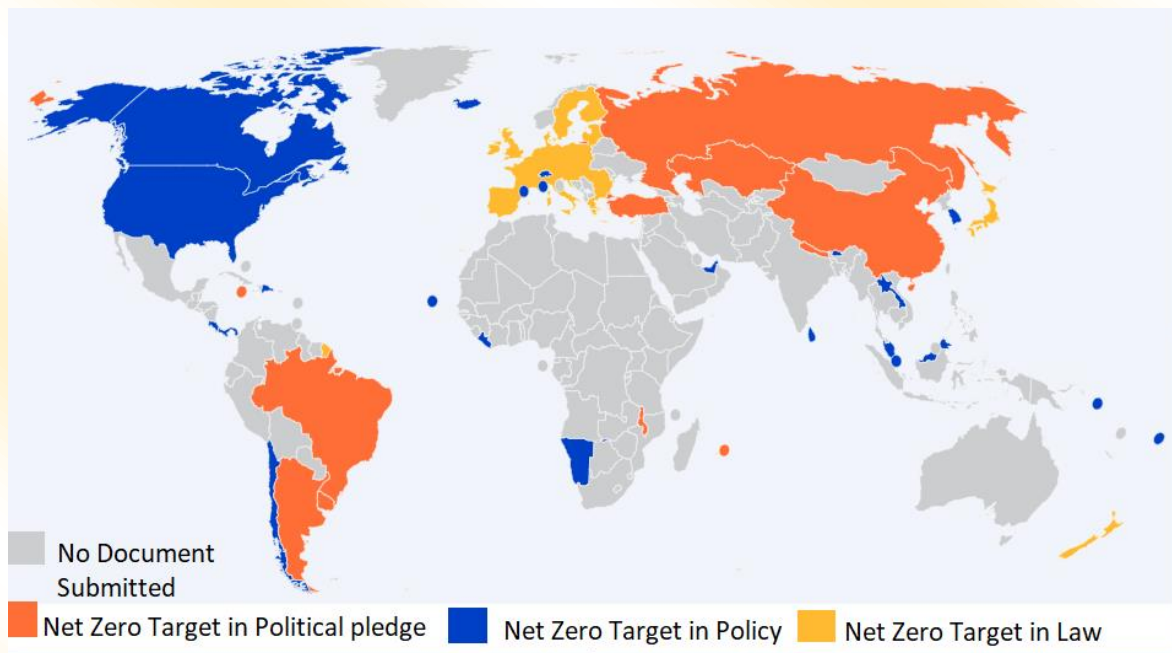 No Document
Submitted
Net Zero Target in Political pledge
Net Zero Target in Policy
Net Zero Target in Law